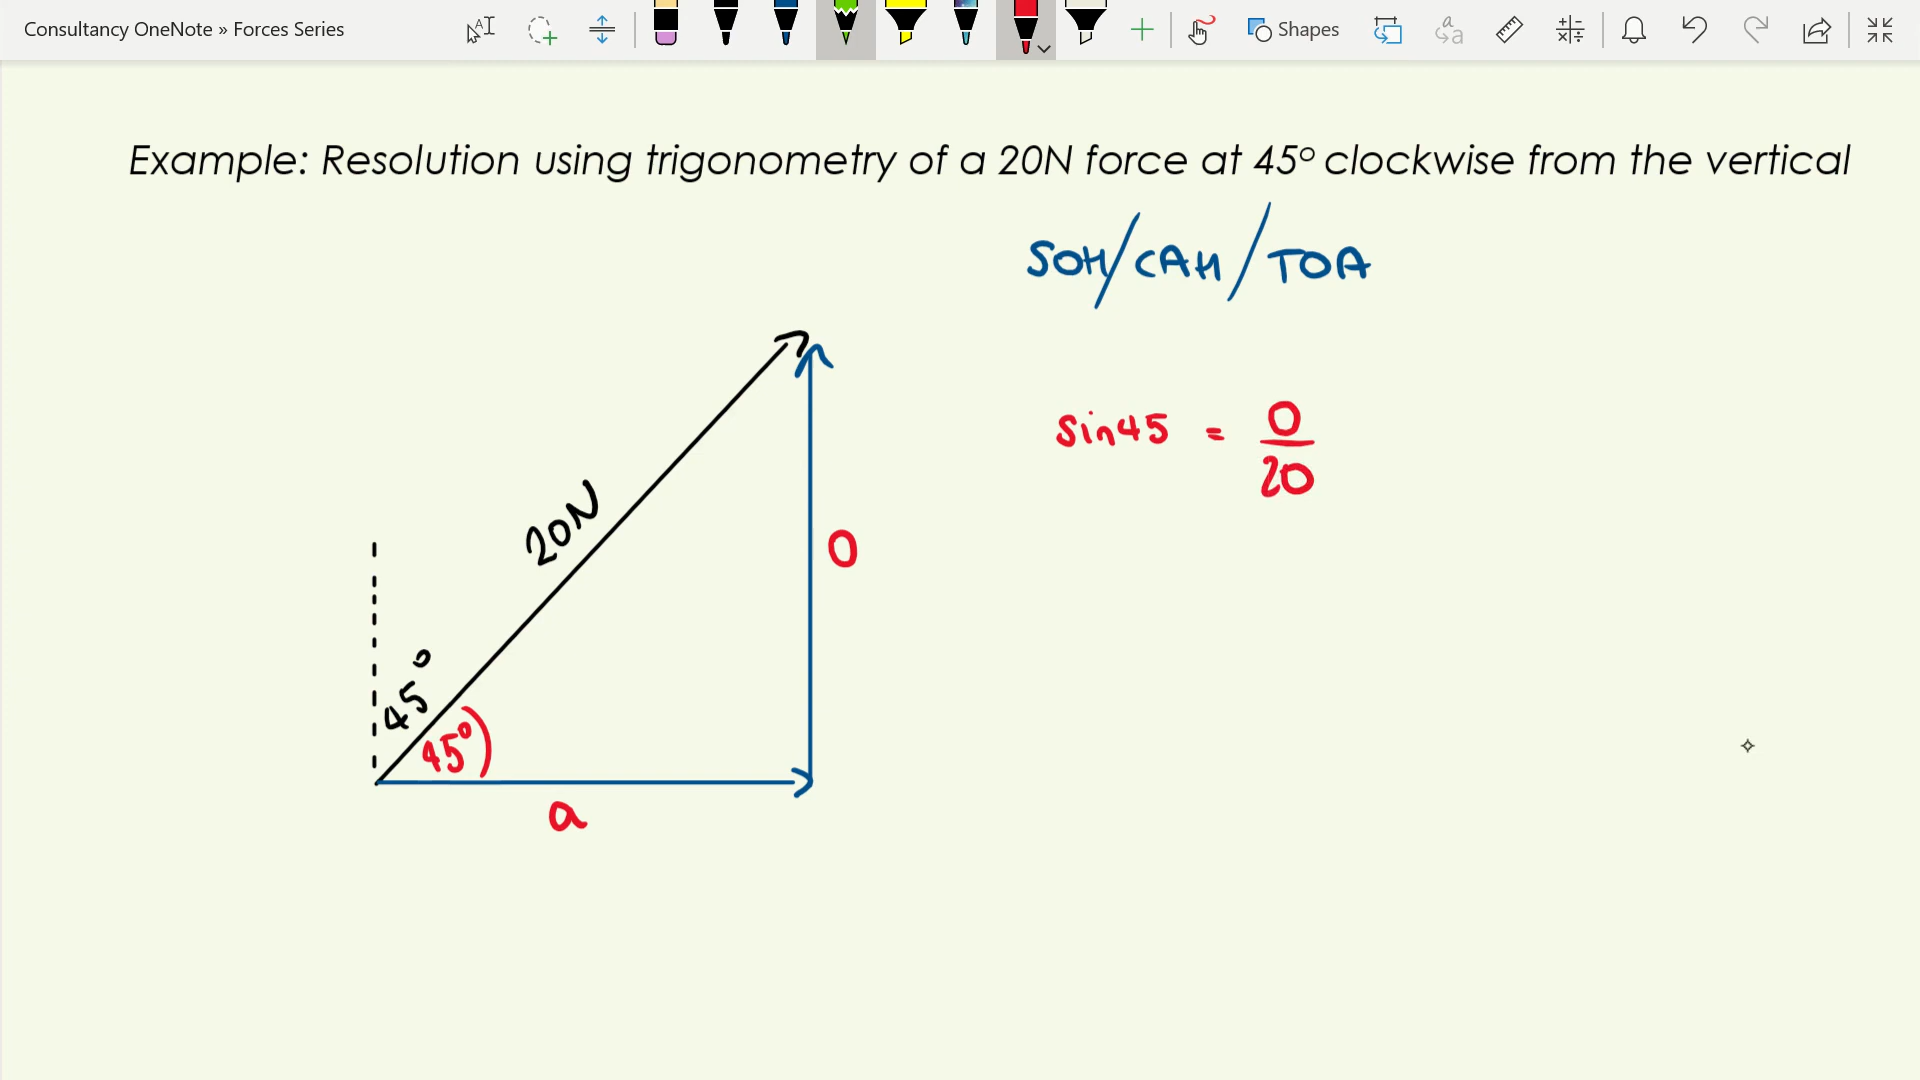 Consultancy OneNote » Forces Series
Shapes
Example: Resolution using trigonometry of a 20N force at 45° clockwise from the vertical
SOH/CAH/TOA
sin45 = O
20
20N
O
45°
45°
a